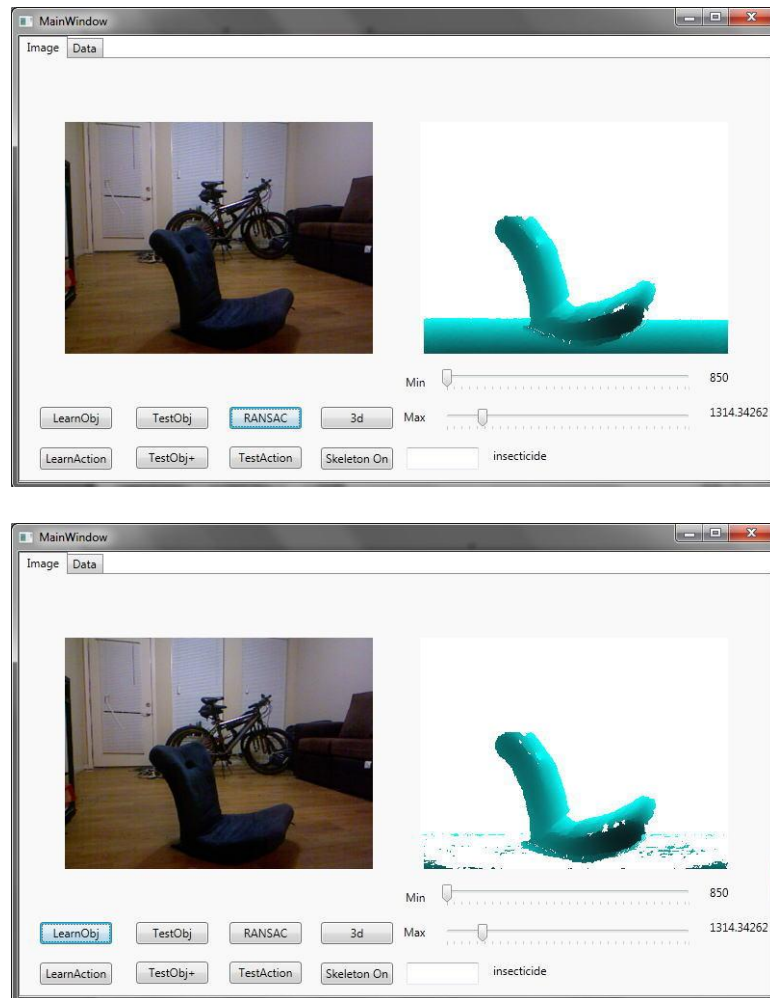 MainWindow
Image Data
Min 850
LearnObj TestObj RANSAC 3d Max 1314.34262
LearnAction TestObj+ TestAction Skeleton On insecticide
MainWindow
Image Data
Min 850
LearnObj TestObj RANSAC 3d Max 1314.34262
LearnAction TestObj+ TestAction Skeleton On insecticide